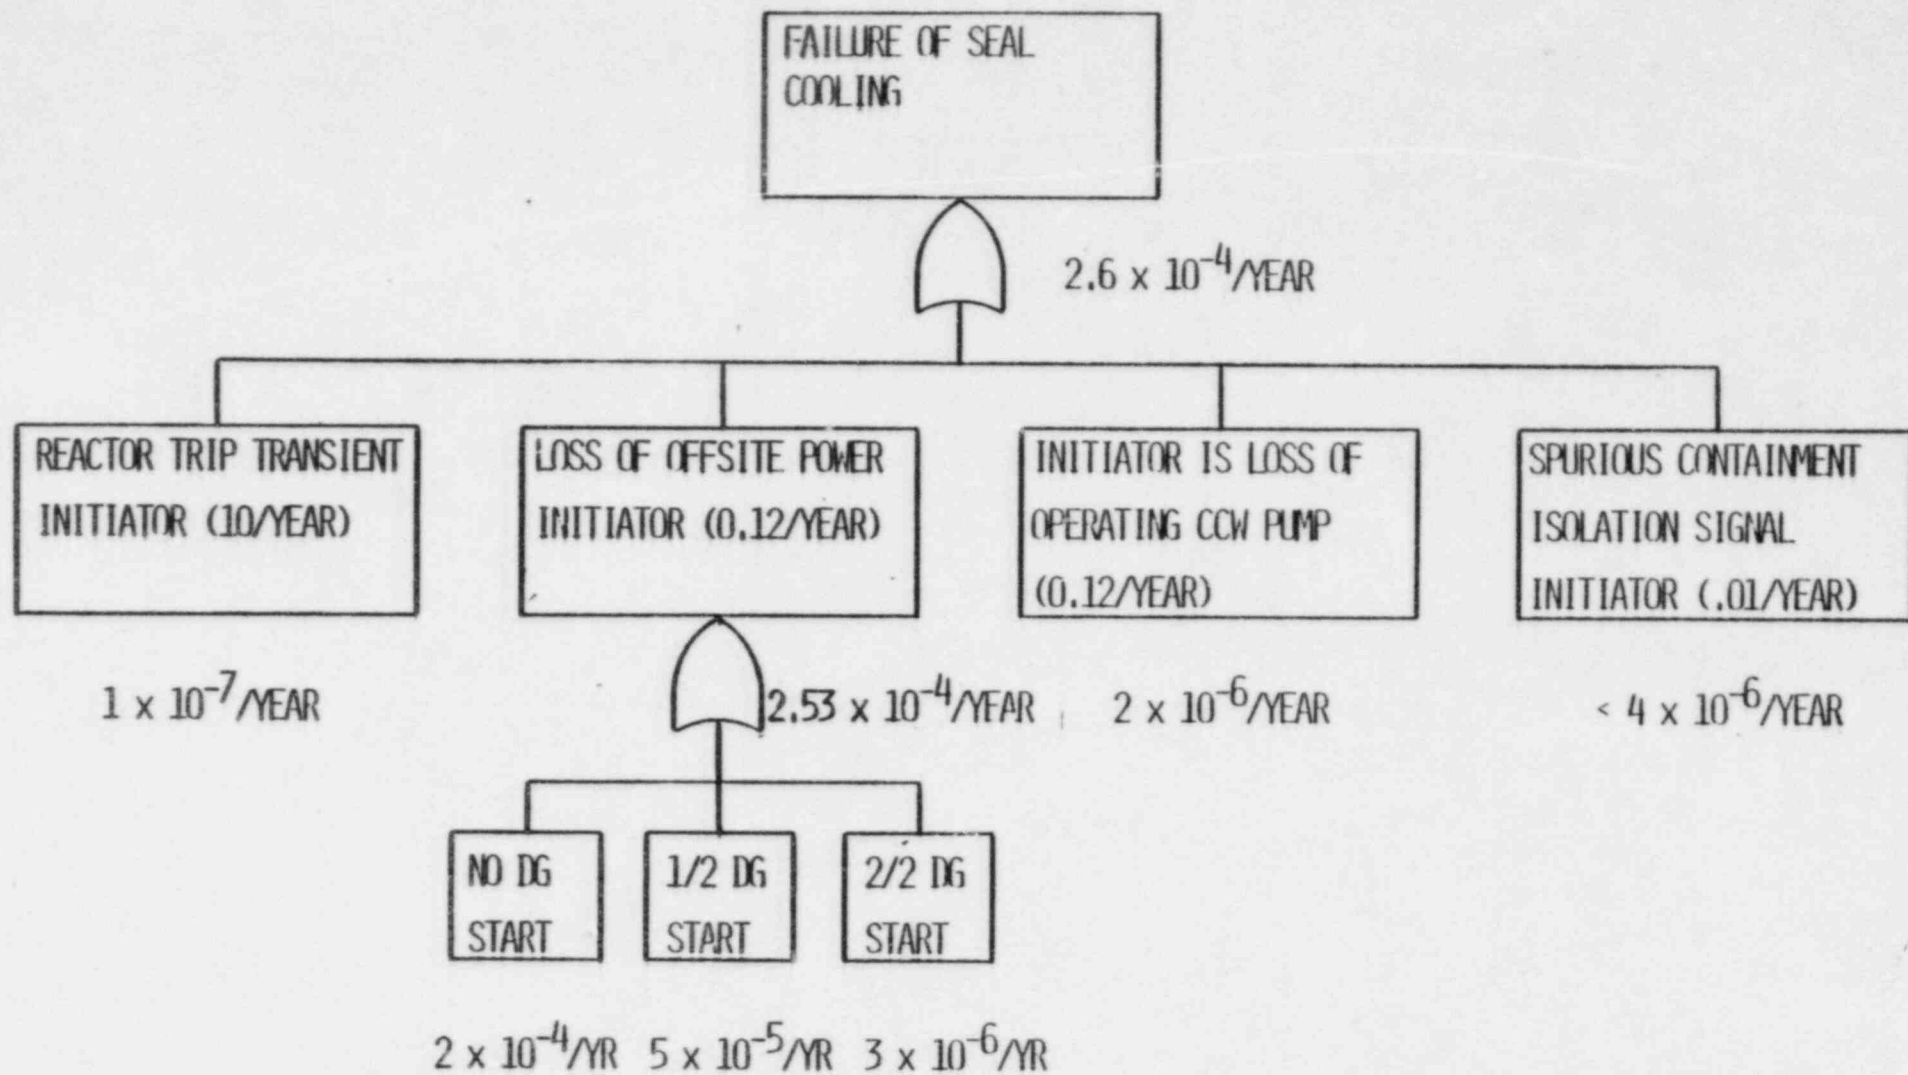 FAILURE OF SEAL
COOLING
2.6 x 10⁻⁴/YEAR
REACTOR TRIP TRANSIENT
INITIATOR (10/YEAR)
LOSS OF OFFSITE POWER
INITIATOR (0.12/YEAR)
INITIATOR IS LOSS OF
OPERATING CCW PUMP
(0.12/YEAR)
SPURIOUS CONTAINMENT
ISOLATION SIGNAL
INITIATOR (.01/YEAR)
1 x 10⁻⁷/YEAR
2.53 x 10⁻⁴/YEAR
2 x 10⁻⁶/YEAR
< 4 x 10⁻⁶/YEAR
NO DG
START
1/2 DG
START
2/2 DG
START
2 x 10⁻⁴/YR
5 x 10⁻⁵/YR
3 x 10⁻⁶/YR